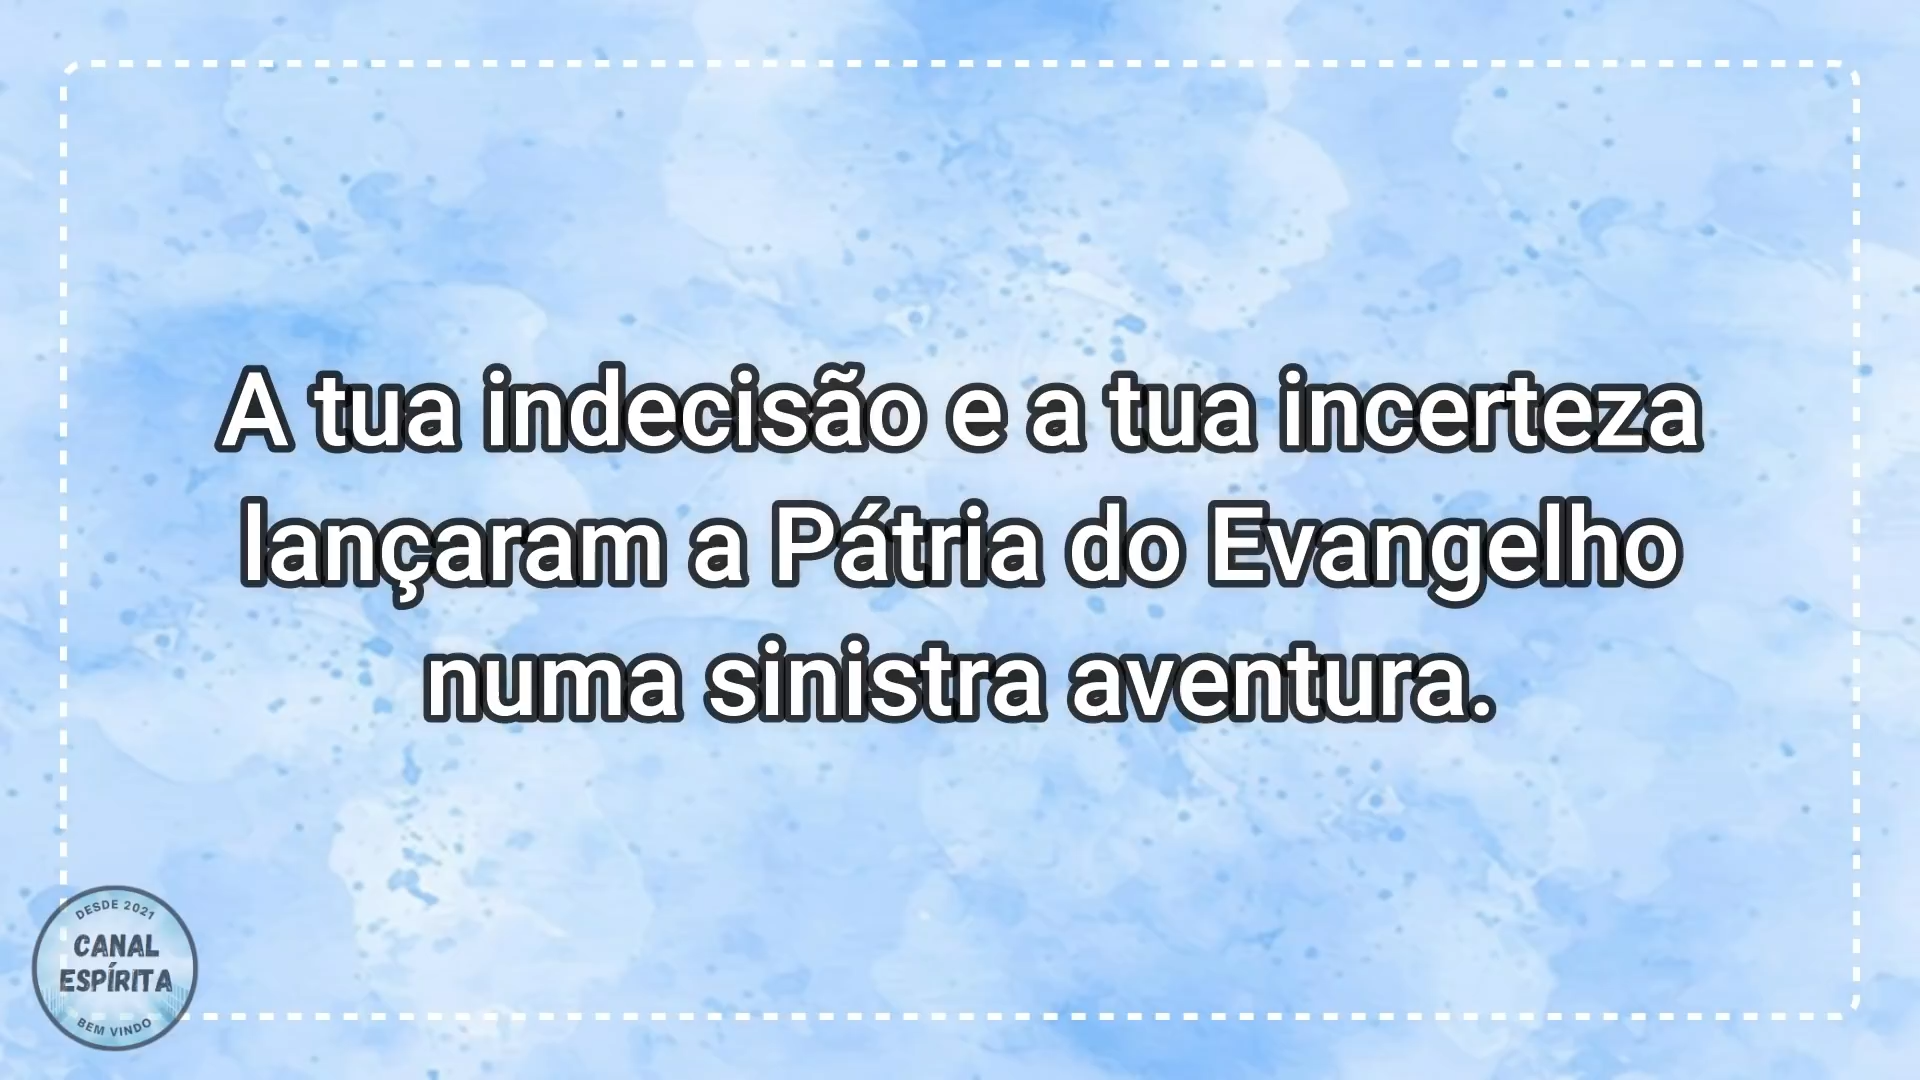 A tua indecisão e a tua incerteza
lançaram a Pátria do Evangelho
numa sinistra aventura.
DESDE 2021
CANAL
ESPÍRITA
BEM VINDO